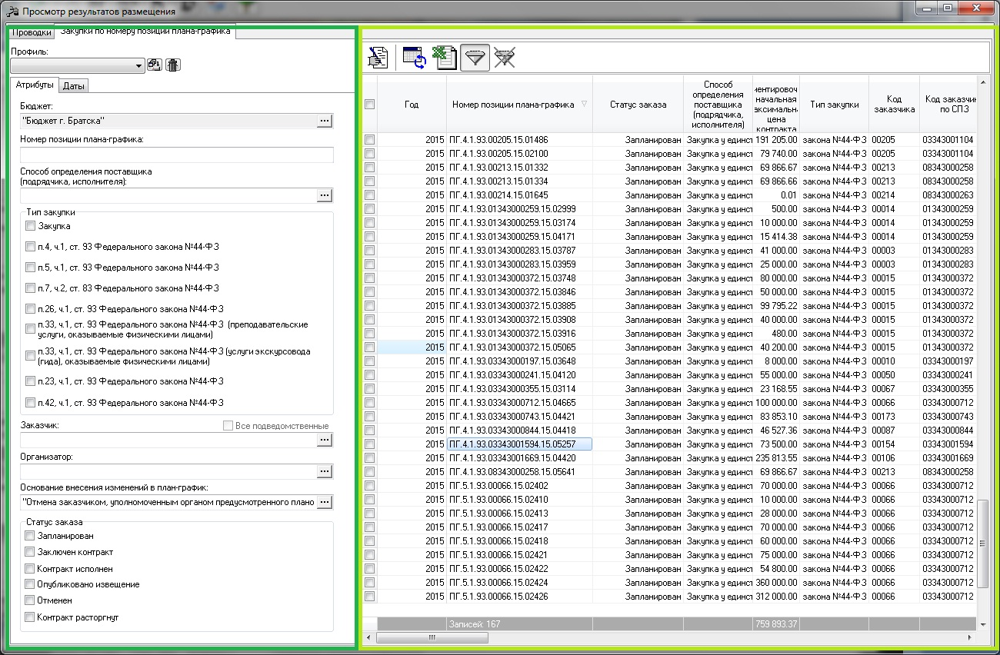 Просмотр результатов размещения
Проводки Закупки по номеру позиции плана-графика
Профиль:
Атрибуты Даты
Бюджет:
"Бюджет г. Братска"
Номер позиции плана-графика:
Способ определения поставщика
(подрядчика, исполнителя):
Тип закупки
Закупка
п.4, ч.1, ст. 93 Федерального закона №44-ФЗ
п.5, ч.1, ст. 93 Федерального закона №44-ФЗ
п.7, ч.2, ст. 83 Федерального закона №44-ФЗ
п.26, ч.1, ст. 93 Федерального закона №44-ФЗ
п.33, ч.1, ст. 93 Федерального закона №44-ФЗ (преподавательские
услуги, оказываемые физическими лицами)
п.33, ч.1, ст. 93 Федерального закона №44-ФЗ (услуги экскурсовода
(гида), оказываемые физическими лицами)
п.23, ч.1, ст. 93 Федерального закона №44-ФЗ
п.42, ч.1, ст. 93 Федерального закона №44-ФЗ
Заказчик: Все подведомственные
Организатор:
Основание внесения изменений в план-график:
"Отмена заказчиком, уполномоченным органом предусмотренного плано
Статус заказа
Запланирован
Заключен контракт
Контракт исполнен
Опубликовано извещение
Отменен
Контракт расторгнут
Год
Номер позиции плана-графика
Статус заказа
Способ
определения
поставщика
(подрядчика,
исполнителя)
иентировоч
начальная
аксимальн
цена
контракта
Тип закупки
Код
заказчика
Код заказчик
по СПЗ
2015 ПГ.4.1.93.00205.15.01486 Запланирован Закупка у единст 191 205.00 закона №44-ФЗ 00205 03343001104
2015 ПГ.4.1.93.00205.15.02100 Запланирован Закупка у единст 79 740.00 закона №44-ФЗ 00205 03343001104
2015 ПГ.4.1.93.00213.15.01332 Запланирован Закупка у единст 69 866.67 закона №44-ФЗ 00213 08343000258
2015 ПГ.4.1.93.00213.15.01334 Запланирован Закупка у единст 69 866.66 закона №44-ФЗ 00213 08343000258
2015 ПГ.4.1.93.00214.15.01645 Запланирован Закупка у единст 0.01 закона №44-ФЗ 00214 08343000263
2015 ПГ.4.1.93.01343000259.15.02999 Запланирован Закупка у единст 500.00 закона №44-ФЗ 00014 01343000259
2015 ПГ.4.1.93.01343000259.15.03174 Запланирован Закупка у единст 10 000.00 закона №44-ФЗ 00014 01343000259
2015 ПГ.4.1.93.01343000259.15.04171 Запланирован Закупка у единст 15 414.38 закона №44-ФЗ 00014 01343000259
2015 ПГ.4.1.93.01343000283.15.03787 Запланирован Закупка у единст 41 000.00 закона №44-ФЗ 00003 01343000283
2015 ПГ.4.1.93.01343000283.15.03959 Запланирован Закупка у единст 25 000.00 закона №44-ФЗ 00003 01343000283
2015 ПГ.4.1.93.01343000372.15.03748 Запланирован Закупка у единст 80 000.00 закона №44-ФЗ 00015 01343000372
2015 ПГ.4.1.93.01343000372.15.03846 Запланирован Закупка у единст 50 000.00 закона №44-ФЗ 00015 01343000372
2015 ПГ.4.1.93.01343000372.15.03885 Запланирован Закупка у единст 99 795.22 закона №44-ФЗ 00015 01343000372
2015 ПГ.4.1.93.01343000372.15.03908 Запланирован Закупка у единст 40 000.00 закона №44-ФЗ 00015 01343000372
2015 ПГ.4.1.93.01343000372.15.03916 Запланирован Закупка у единст 480.00 закона №44-ФЗ 00015 01343000372
2015 ПГ.4.1.93.01343000372.15.05065 Запланирован Закупка у единст 40 200.00 закона №44-ФЗ 00015 01343000372
2015 ПГ.4.1.93.03343000197.15.03648 Запланирован Закупка у единст 8 000.00 закона №44-ФЗ 00010 03343000197
2015 ПГ.4.1.93.03343000241.15.04120 Запланирован Закупка у единст 55 000.00 закона №44-ФЗ 00050 03343000241
2015 ПГ.4.1.93.03343000355.15.03114 Запланирован Закупка у единст 23 168.55 закона №44-ФЗ 00067 03343000355
2015 ПГ.4.1.93.03343000712.15.04665 Запланирован Закупка у единст 100 000.00 закона №44-ФЗ 00066 03343000712
2015 ПГ.4.1.93.03343000743.15.04421 Запланирован Закупка у единст 83 853.10 закона №44-ФЗ 00173 03343000743
2015 ПГ.4.1.93.03343000844.15.04418 Запланирован Закупка у единст 46 527.36 закона №44-ФЗ 00087 03343000844
2015 ПГ.4.1.93.03343001594.15.05257 Запланирован Закупка у единст 73 500.00 закона №44-ФЗ 00154 03343001594
2015 ПГ.4.1.93.03343001669.15.04420 Запланирован Закупка у единст 235 813.55 закона №44-ФЗ 00106 03343001669
2015 ПГ.4.1.93.08343000258.15.05641 Запланирован Закупка у единст 69 866.67 закона №44-ФЗ 00213 08343000258
2015 ПГ.5.1.93.00066.15.02402 Запланирован Закупка у единст 70 000.00 закона №44-ФЗ 00066 03343000712
2015 ПГ.5.1.93.00066.15.02410 Запланирован Закупка у единст 10 000.00 закона №44-ФЗ 00066 03343000712
2015 ПГ.5.1.93.00066.15.02413 Запланирован Закупка у единст 28 000.00 закона №44-ФЗ 00066 03343000712
2015 ПГ.5.1.93.00066.15.02417 Запланирован Закупка у единст 70 000.00 закона №44-ФЗ 00066 03343000712
2015 ПГ.5.1.93.00066.15.02418 Запланирован Закупка у единст 60 000.00 закона №44-ФЗ 00066 03343000712
2015 ПГ.5.1.93.00066.15.02421 Запланирован Закупка у единст 75 000.00 закона №44-ФЗ 00066 03343000712
2015 ПГ.5.1.93.00066.15.02422 Запланирован Закупка у единст 54 800.00 закона №44-ФЗ 00066 03343000712
2015 ПГ.5.1.93.00066.15.02424 Запланирован Закупка у единст 360 000.00 закона №44-ФЗ 00066 03343000712
2015 ПГ.5.1.93.00066.15.02426 Запланирован Закупка у единст 312 000.00 закона №44-ФЗ 00066 03343000712
Записей: 167 759 893.37